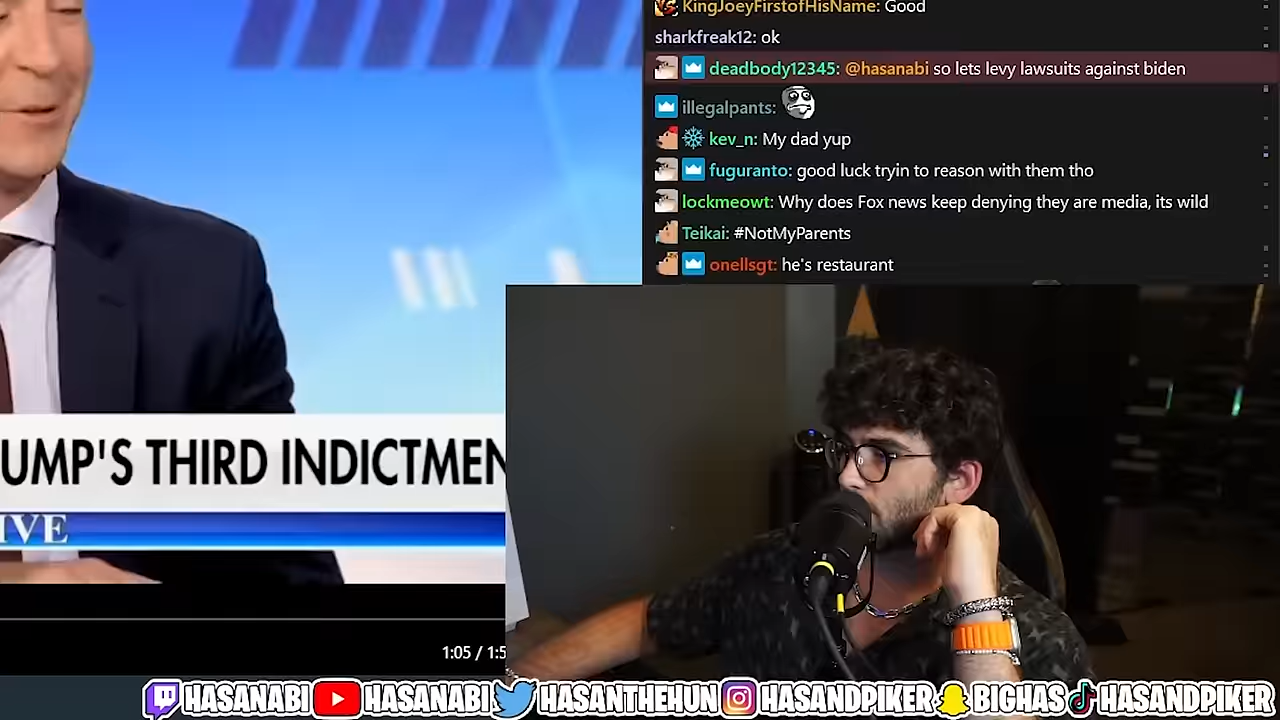 KingJoeyFirstofHisName: Good
sharkfreak12: ok
deadbody12345: @hasanabi so lets levy lawsuits against biden
illegalpants:
kev_n: My dad yup
fuguranto: good luck tryin to reason with them tho
lockmeowt: Why does Fox news keep denying they are media, its wild
Teikai: #NotMyParents
onellsgt: he's restaurant
UMP'S THIRD INDICTMEN
IVE
1:05 / 1:5
HASANABI HASANABI HASANTHEHUN HASANDPIKER BIGHAS HASANDPIKER